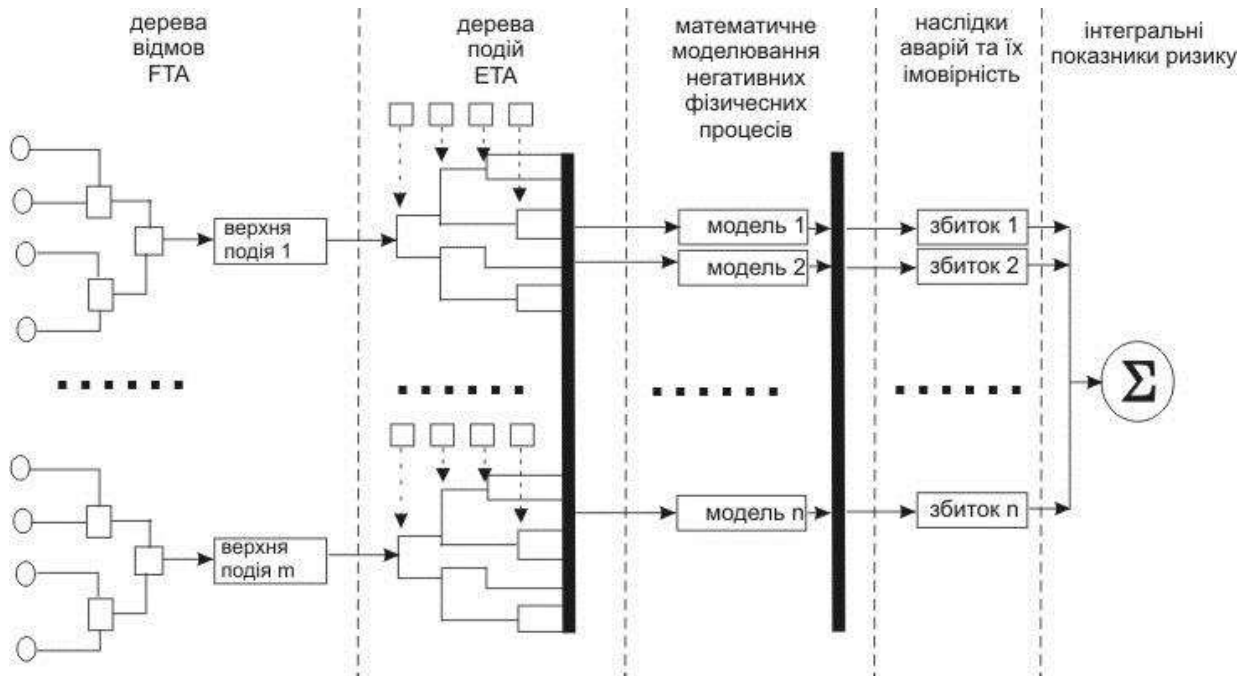 дерева
відмов
FTA
дерева
подій
ETA
математичне
моделювання
негативних
фізичесних
процесів
наслідки
аварій та їх
імовірність
інтегральні
показники ризику
верхня
подія 1
модель 1
збиток 1
модель 2
збиток 2
Σ
верхня
подія m
модель n
збиток n